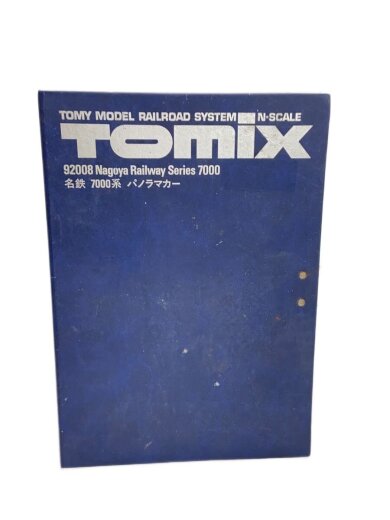 TOMY MODEL RAILROAD SYSTEM N-SCALE
TOMIX
92008 Nagoya Railway Series 7000
名鉄 7000系 パノラマカー